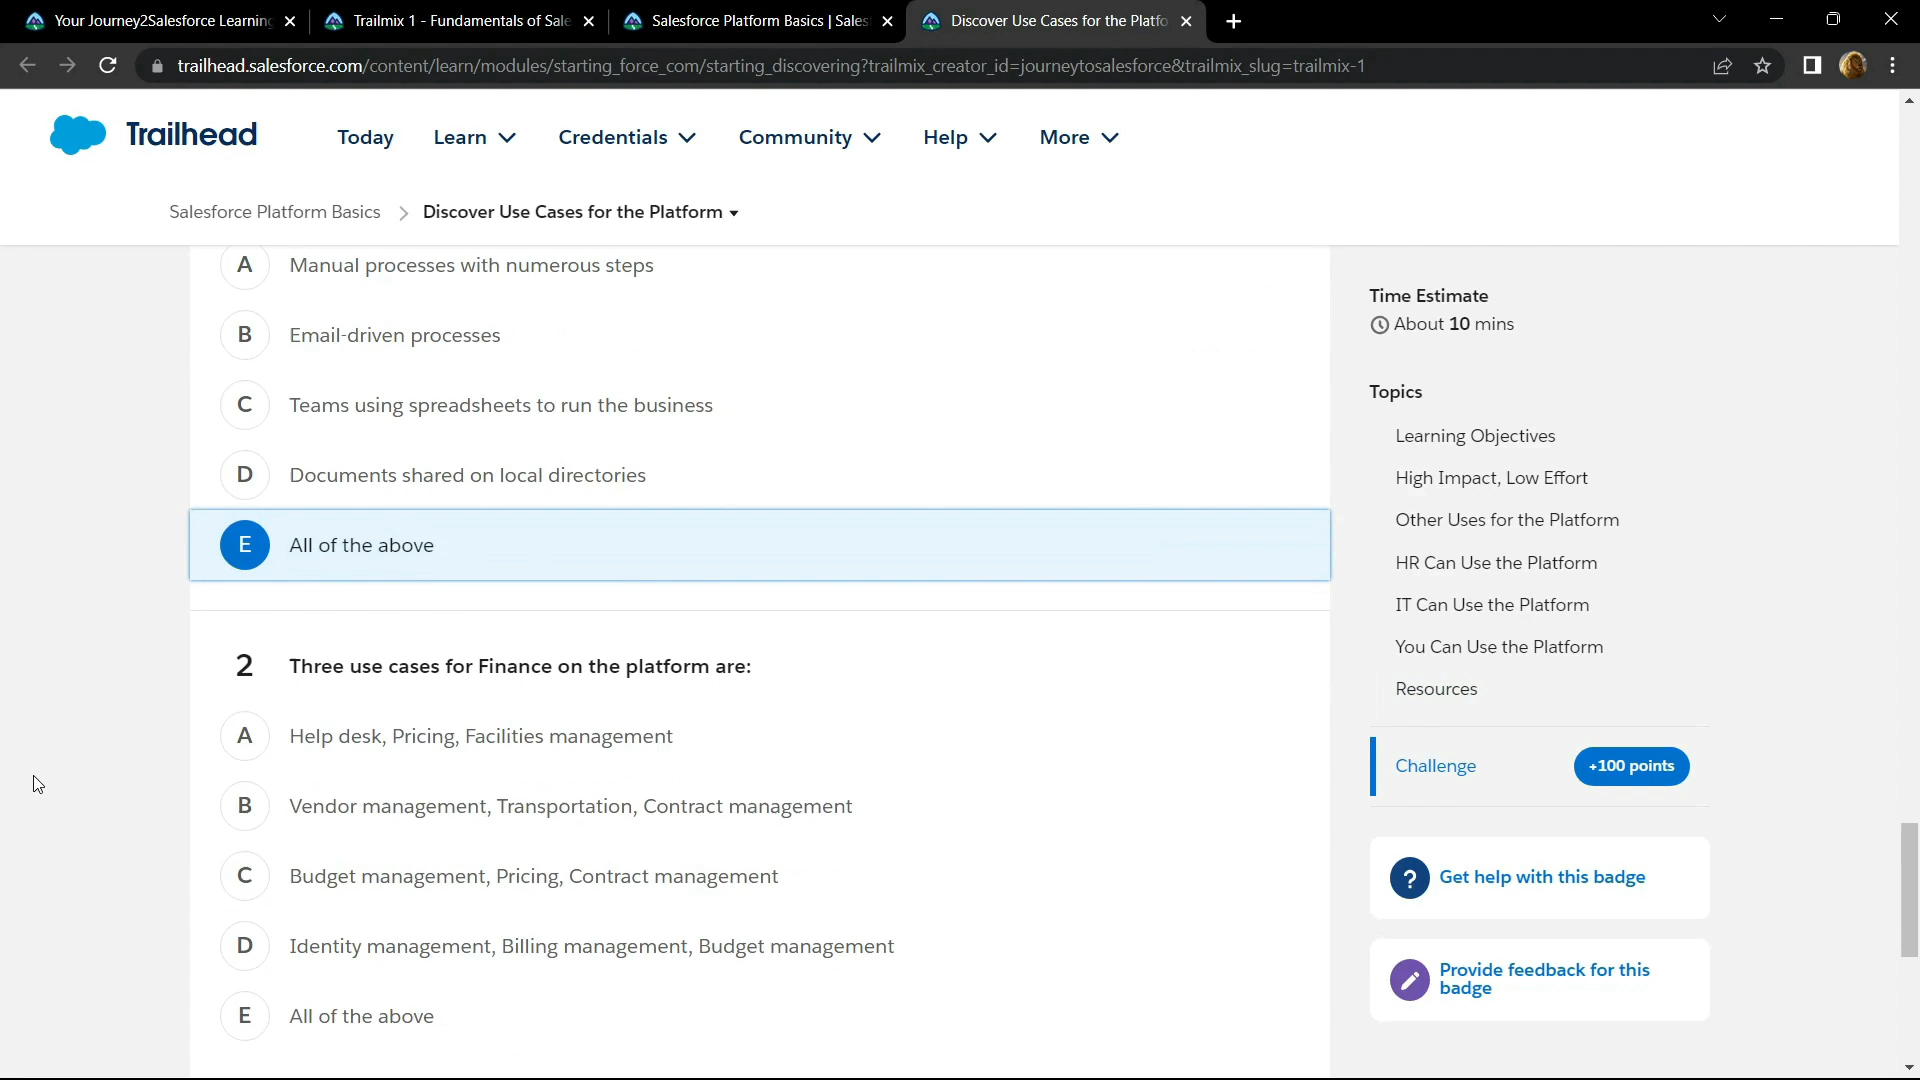 Your Journey2Salesforce Learning
Trailmix 1 - Fundamentals of Sale
Salesforce Platform Basics | Sales
Discover Use Cases for the Platfo
trailhead.salesforce.com/content/learn/modules/starting_force_com/starting_discovering?trailmix_creator_id=journeytosalesforce&trailmix_slug=trailmix-1
Trailhead
Today
Learn
Credentials
Community
Help
More
Salesforce Platform Basics > Discover Use Cases for the Platform
A Manual processes with numerous steps
B Email-driven processes
C Teams using spreadsheets to run the business
D Documents shared on local directories
E All of the above
2 Three use cases for Finance on the platform are:
A Help desk, Pricing, Facilities management
B Vendor management, Transportation, Contract management
C Budget management, Pricing, Contract management
D Identity management, Billing management, Budget management
E All of the above
Time Estimate
About 10 mins
Topics
Learning Objectives
High Impact, Low Effort
Other Uses for the Platform
HR Can Use the Platform
IT Can Use the Platform
You Can Use the Platform
Resources
Challenge
+100 points
? Get help with this badge
Provide feedback for this
badge